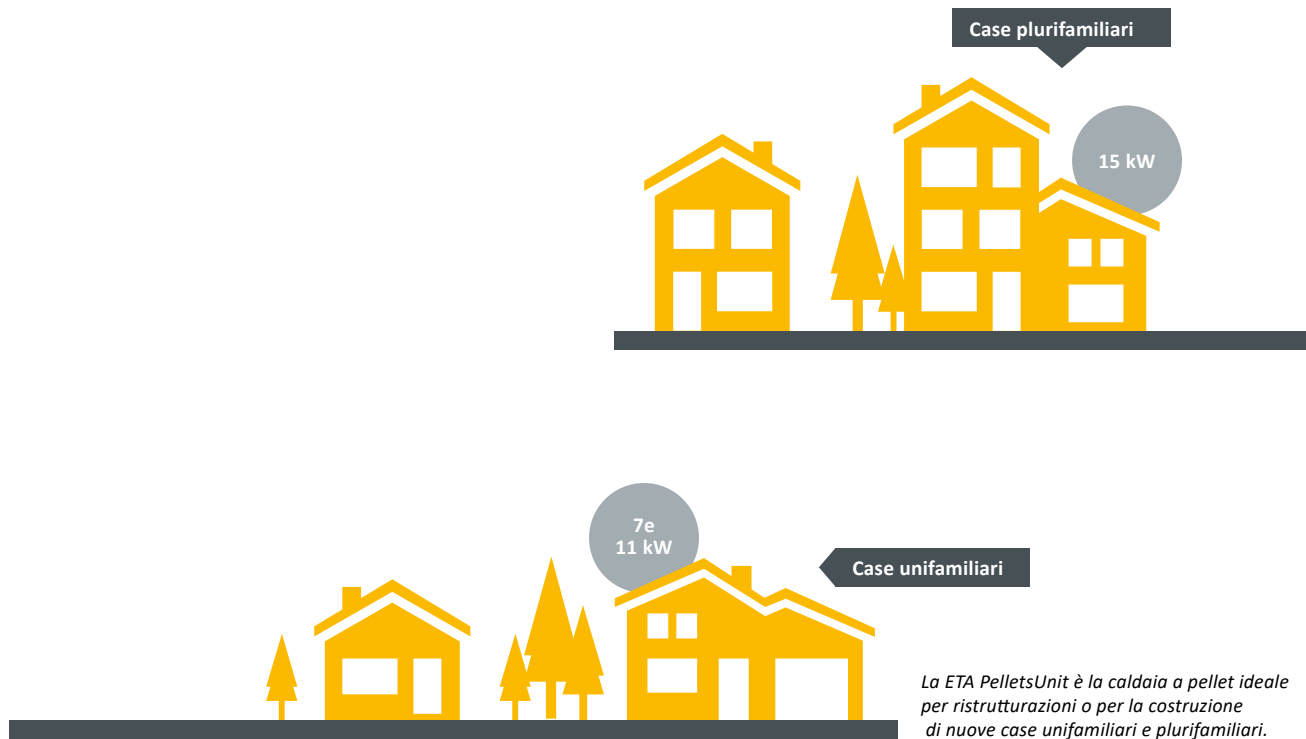 Case plurifamiliari
15 kW
7e
11 kW
Case unifamiliari
La ETA PelletsUnit è la caldaia a pellet ideale
per ristrutturazioni o per la costruzione
di nuove case unifamiliari e plurifamiliari.